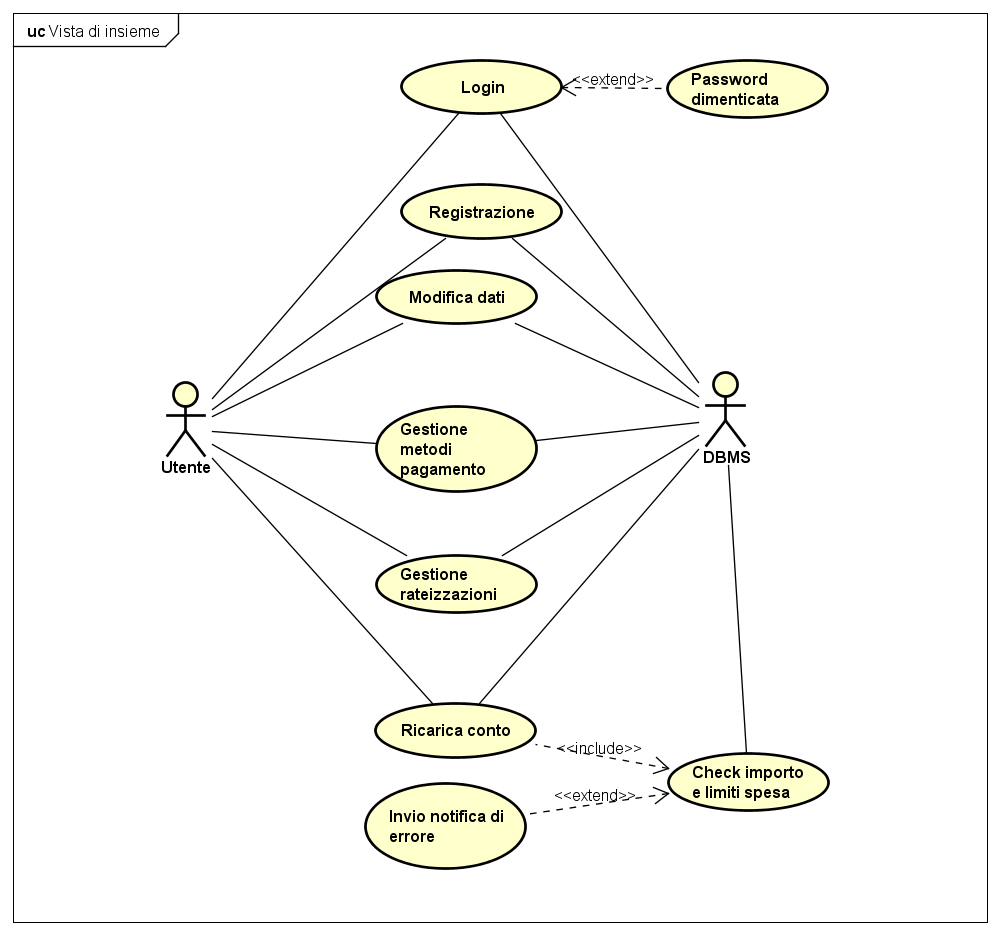 uc Vista di insieme
Login
<<extend>>
Password
dimenticata
Registrazione
Modifica dati
Utente
DBMS
Gestione
metodi
pagamento
Gestione
rateizzazioni
Ricarica conto
<<include>>
Check importo
e limiti spesa
<<extend>>
Invio notifica di
errore